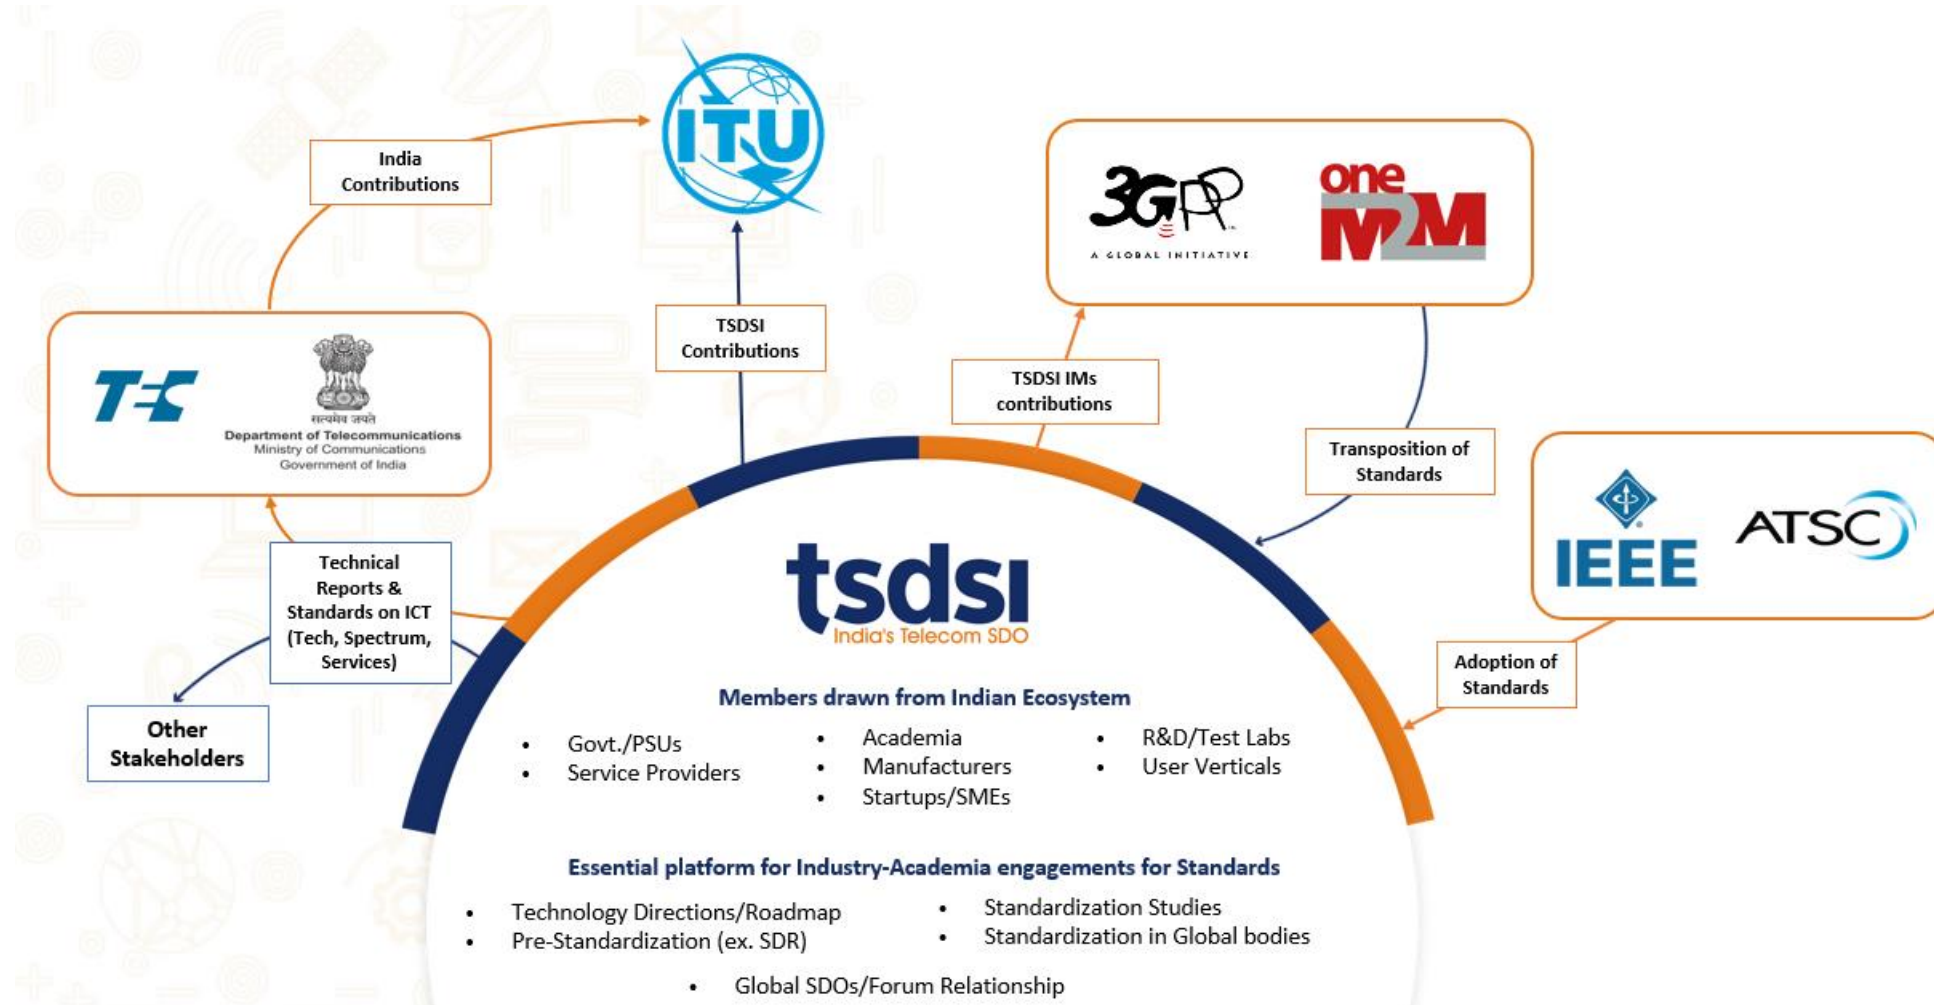 ITU
India
Contributions
3GPP
A GLOBAL INITIATIVE
one
M2M
TSDSI
Contributions
TSDSI IMs
contributions
TEC
सत्यमेव जयते
Department of Telecommunications
Ministry of Communications
Government of India
Transposition of
Standards
IEEE
ATSC
Technical
Reports &
Standards on ICT
(Tech, Spectrum,
Services)
tsdsi
India's Telecom SDO
Adoption of
Standards
Other
Stakeholders
Members drawn from Indian Ecosystem
• Govt./PSUs
• Service Providers
• Academia
• Manufacturers
• Startups/SMEs
• R&D/Test Labs
• User Verticals
Essential platform for Industry-Academia engagements for Standards
• Technology Directions/Roadmap
• Pre-Standardization (ex. SDR)
• Standardization Studies
• Standardization in Global bodies
• Global SDOs/Forum Relationship